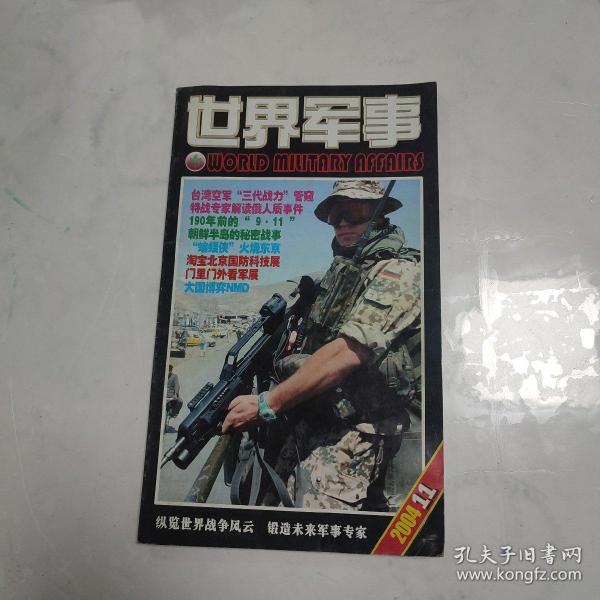 世界军事
WORLD MILITARY AFFAIRS
台湾空军“三代战力”管窥
特战专家解读俄人质事件
190年前的“9·11”
朝鲜半岛的秘密战事
“蝙蝠侠”火烧东京
淘宝北京国防科技展
门里门外看军展
大国博弈NMD
纵览世界战争风云 锻造未来军事专家
2004 11
孔夫子旧书网
www.kongfz.com